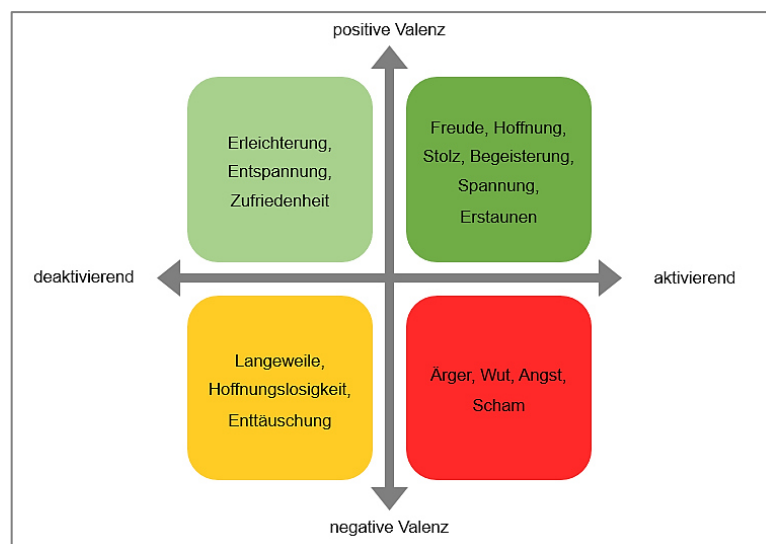 positive Valenz
Erleichterung,
Entspannung,
Zufriedenheit
Freude, Hoffnung,
Stolz, Begeisterung,
Spannung,
Erstaunen
deaktivierend
aktivierend
Langeweile,
Hoffnungslosigkeit,
Enttäuschung
Ärger, Wut, Angst,
Scham
negative Valenz